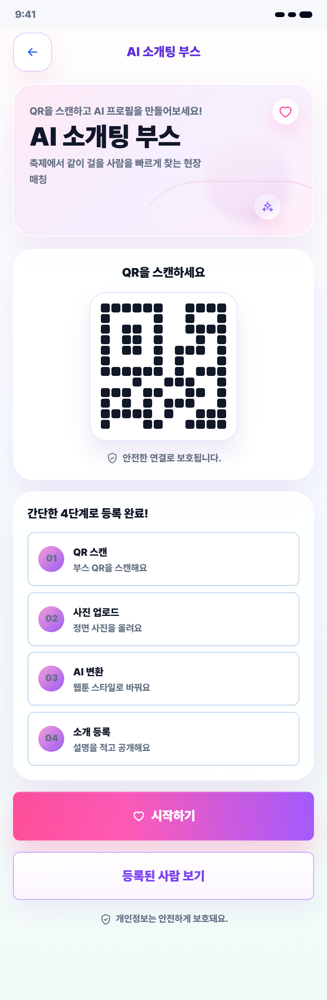 9:41
AI 소개팅 부스
QR을 스캔하고 AI 프로필을 만들어보세요!
AI 소개팅 부스
축제에서 같이 걸을 사람을 빠르게 찾는 현장
매칭
QR을 스캔하세요
안전한 연결로 보호됩니다.
간단한 4단계로 등록 완료!
01
QR 스캔
부스 QR을 스캔해요
02
사진 업로드
정면 사진을 올려요
03
AI 변환
웹툰 스타일로 바꿔요
04
소개 등록
설명을 적고 공개해요
시작하기
등록된 사람 보기
개인정보는 안전하게 보호돼요.